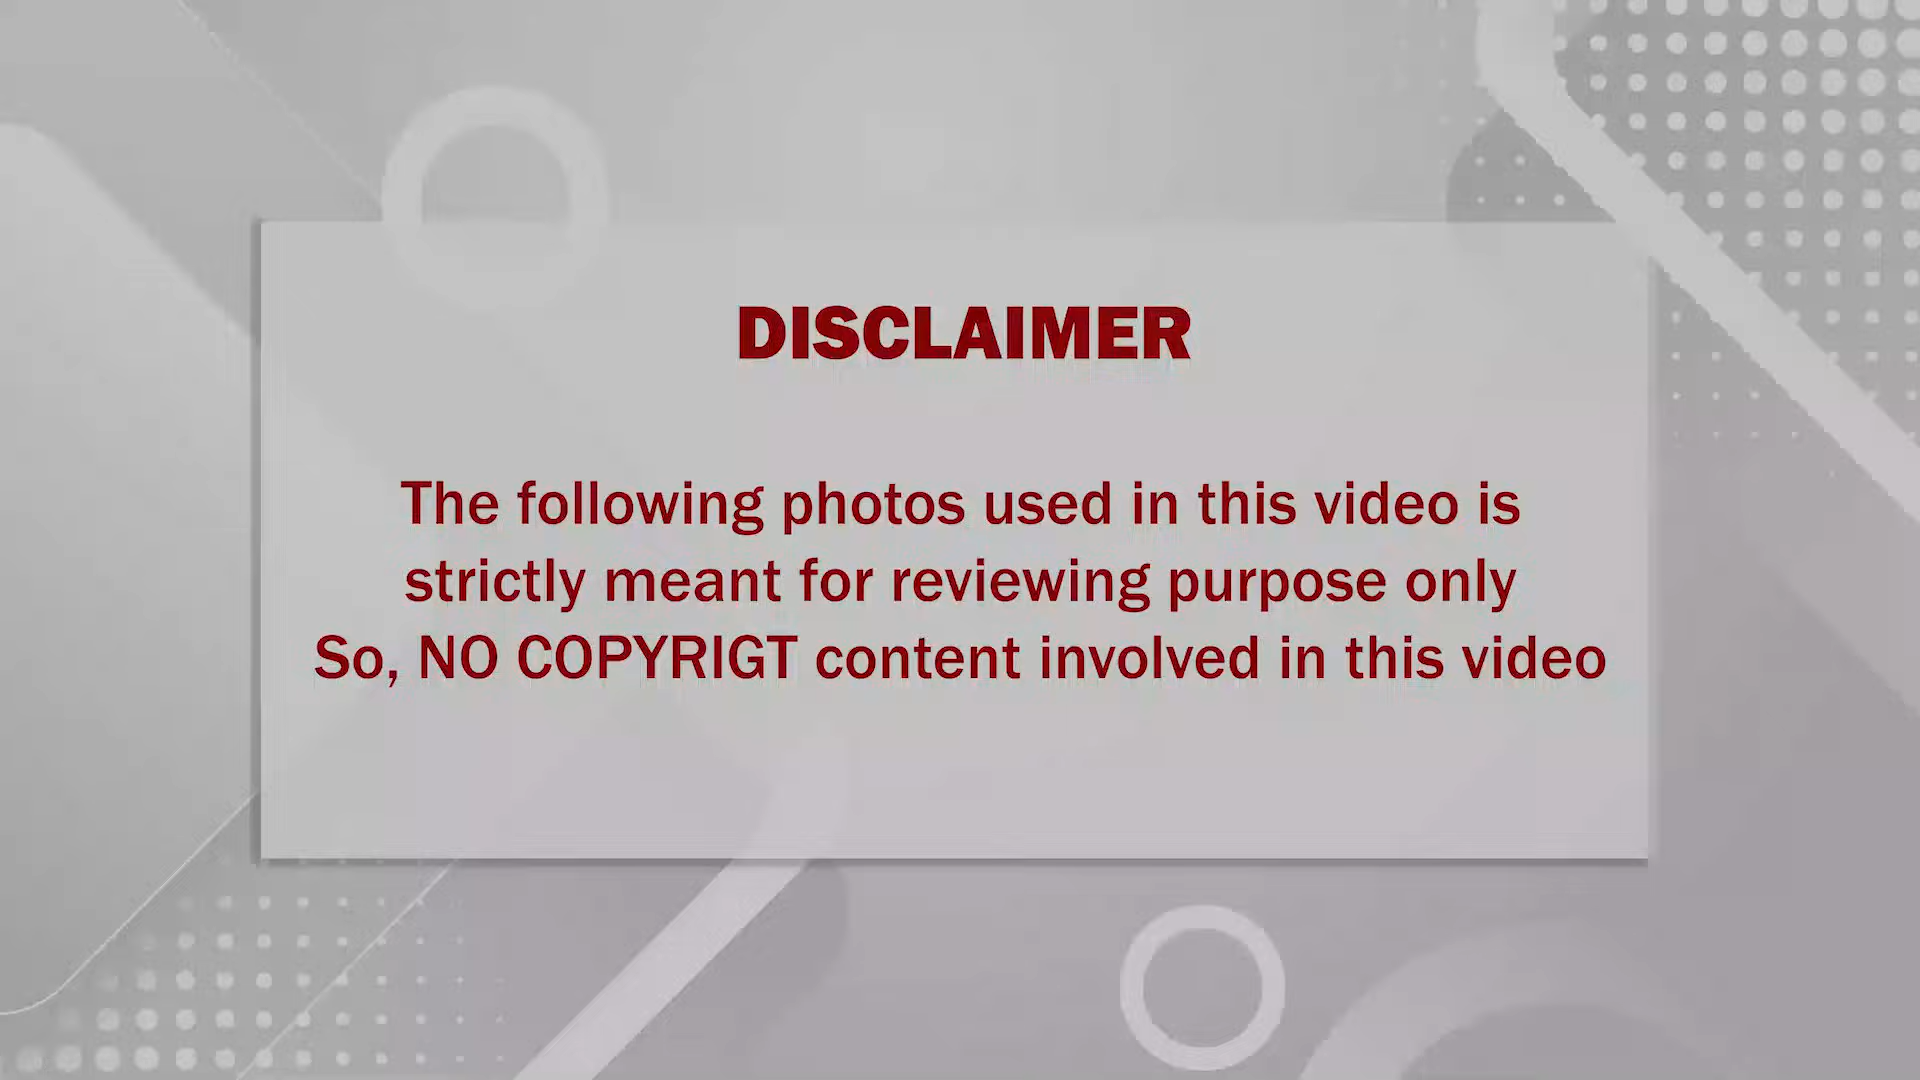 DISCLAIMER
The following photos used in this video is
strictly meant for reviewing purpose only
So, NO COPYRIGT content involved in this video